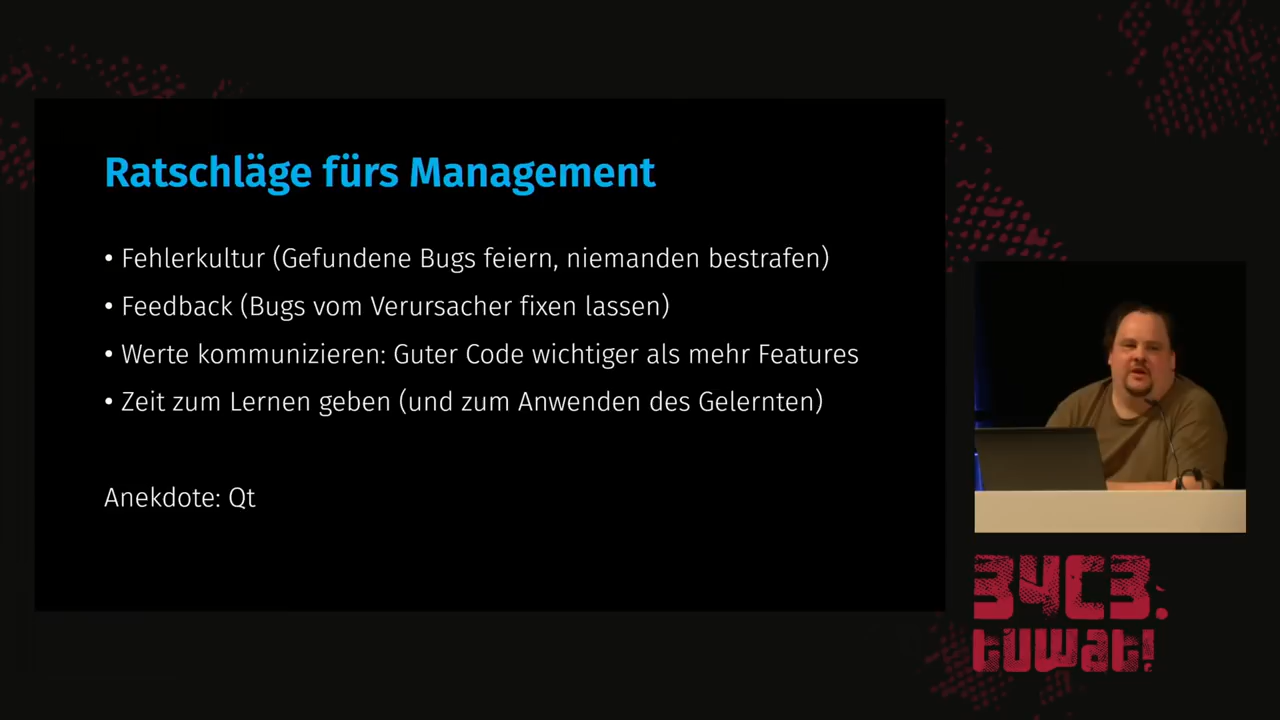 Ratschläge fürs Management
• Fehlerkultur (Gefundene Bugs feiern, niemanden bestrafen)
• Feedback (Bugs vom Verursacher fixen lassen)
• Werte kommunizieren: Guter Code wichtiger als mehr Features
• Zeit zum Lernen geben (und zum Anwenden des Gelernten)
Anekdote: Qt
34C3.
tuwat!